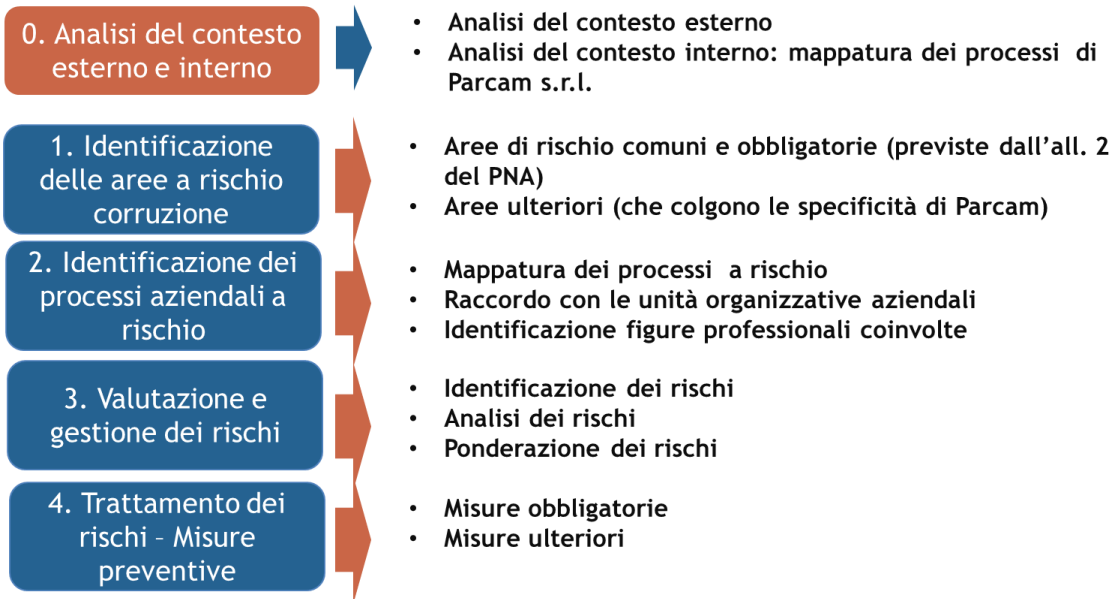 0. Analisi del contesto
esterno e interno
• Analisi del contesto esterno
• Analisi del contesto interno: mappatura dei processi di
Parcam s.r.l.
1. Identificazione
delle aree a rischio
corruzione
• Aree di rischio comuni e obbligatorie (previste dall'all. 2
del PNA)
• Aree ulteriori (che colgono le specificità di Parcam)
2. Identificazione dei
processi aziendali a
rischio
• Mappatura dei processi a rischio
• Raccordo con le unità organizzative aziendali
• Identificazione figure professionali coinvolte
3. Valutazione e
gestione dei rischi
• Identificazione dei rischi
• Analisi dei rischi
• Ponderazione dei rischi
4. Trattamento dei
rischi – Misure
preventive
• Misure obbligatorie
• Misure ulteriori